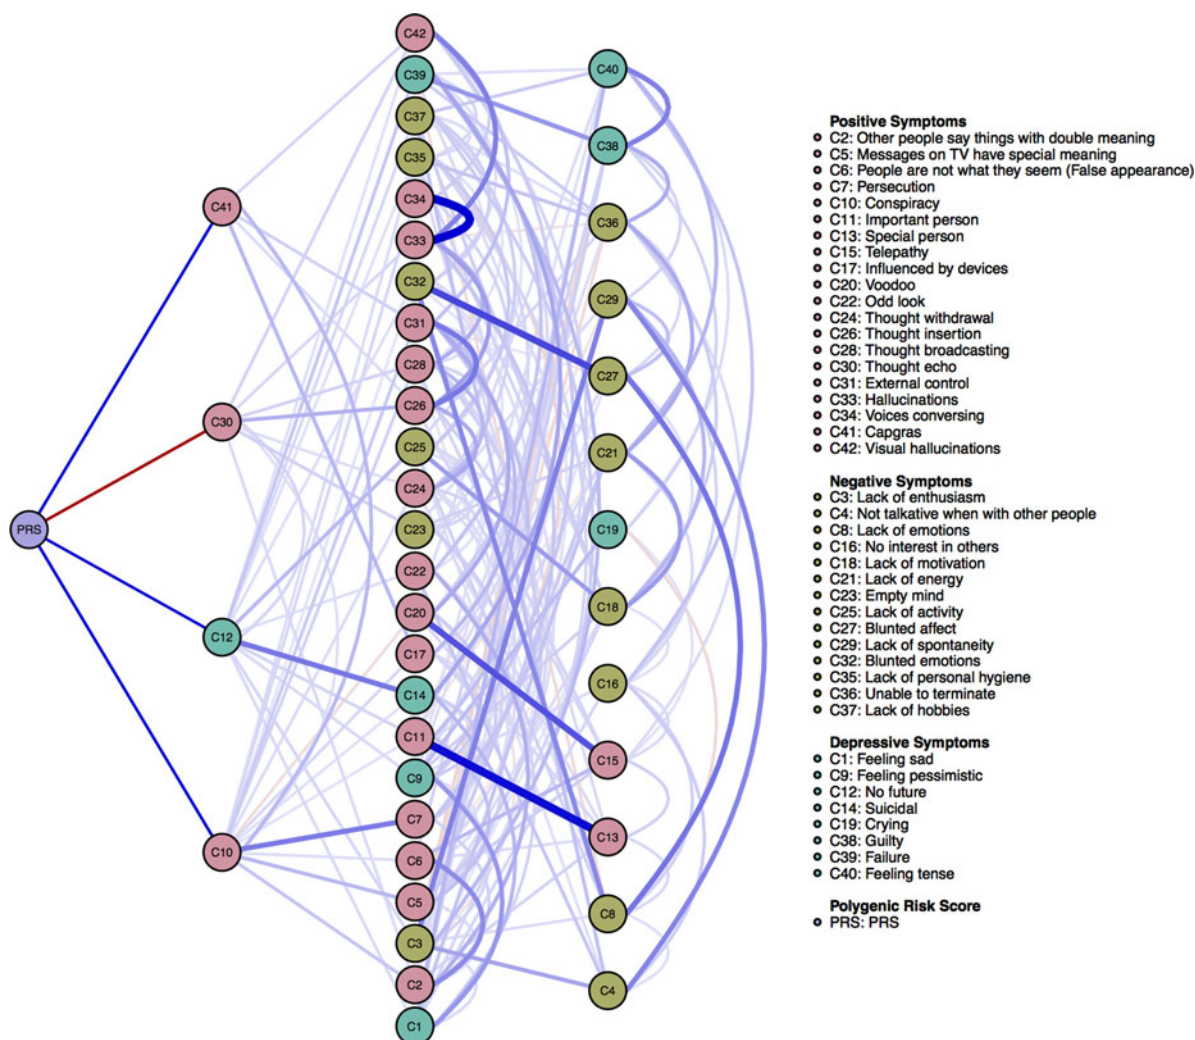 PRS
C41
C30
C12
C10
C42
C39
C37
C35
C34
C33
C32
C31
C28
C26
C25
C24
C23
C22
C20
C17
C14
C11
C9
C7
C6
C5
C3
C2
C1
C40
C38
C36
C29
C27
C21
C19
C18
C16
C15
C13
C8
C4
Positive Symptoms
C2: Other people say things with double meaning
C5: Messages on TV have special meaning
C6: People are not what they seem (False appearance)
C7: Persecution
C10: Conspiracy
C11: Important person
C13: Special person
C15: Telepathy
C17: Influenced by devices
C20: Voodoo
C22: Odd look
C24: Thought withdrawal
C26: Thought insertion
C28: Thought broadcasting
C30: Thought echo
C31: External control
C33: Hallucinations
C34: Voices conversing
C41: Capgras
C42: Visual hallucinations
Negative Symptoms
C3: Lack of enthusiasm
C4: Not talkative when with other people
C8: Lack of emotions
C16: No interest in others
C18: Lack of motivation
C21: Lack of energy
C23: Empty mind
C25: Lack of activity
C27: Blunted affect
C29: Lack of spontaneity
C32: Blunted emotions
C35: Lack of personal hygiene
C36: Unable to terminate
C37: Lack of hobbies
Depressive Symptoms
C1: Feeling sad
C9: Feeling pessimistic
C12: No future
C14: Suicidal
C19: Crying
C38: Guilty
C39: Failure
C40: Feeling tense
Polygenic Risk Score
PRS: PRS